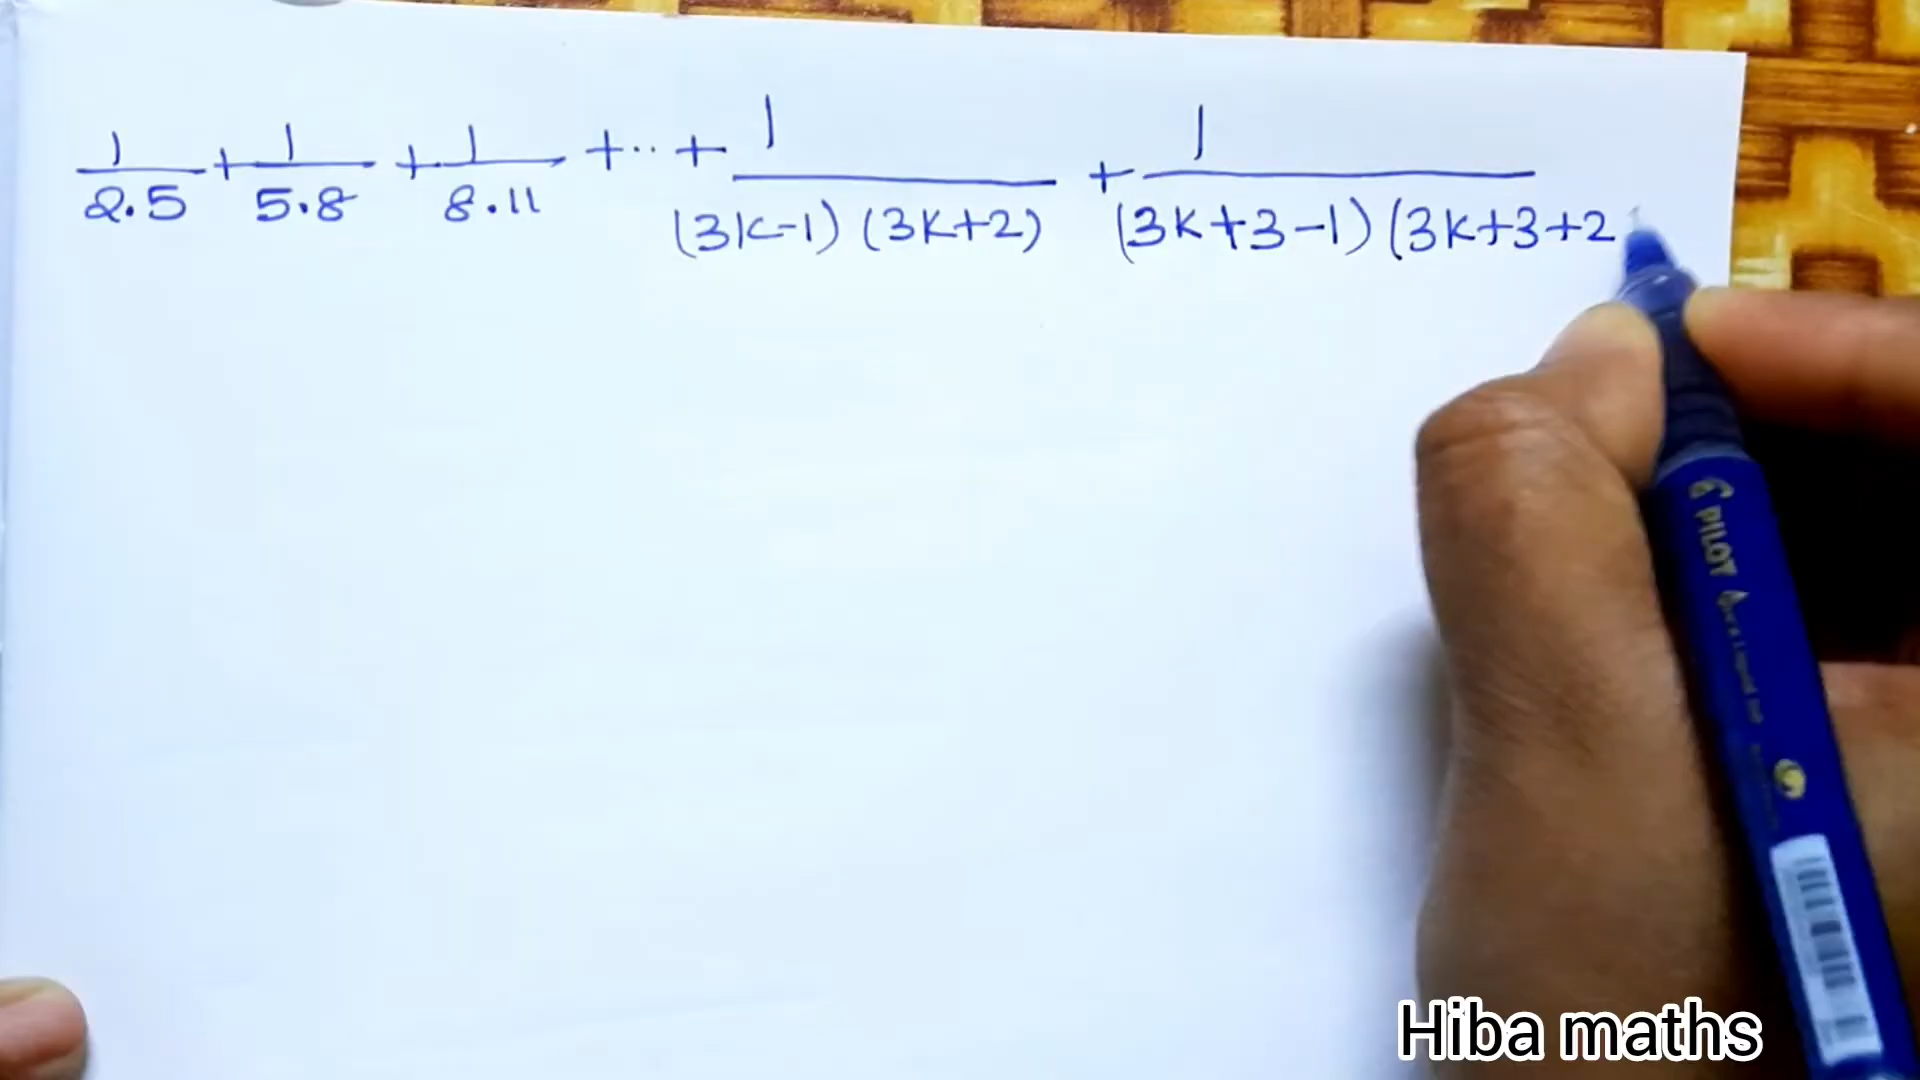 1/2.5 + 1/5.8 + 1/8.11 +..+ 1/(3k-1) (3k+2) + 1/(3k+3-1) (3k+3+2
PILOT
Hiba maths